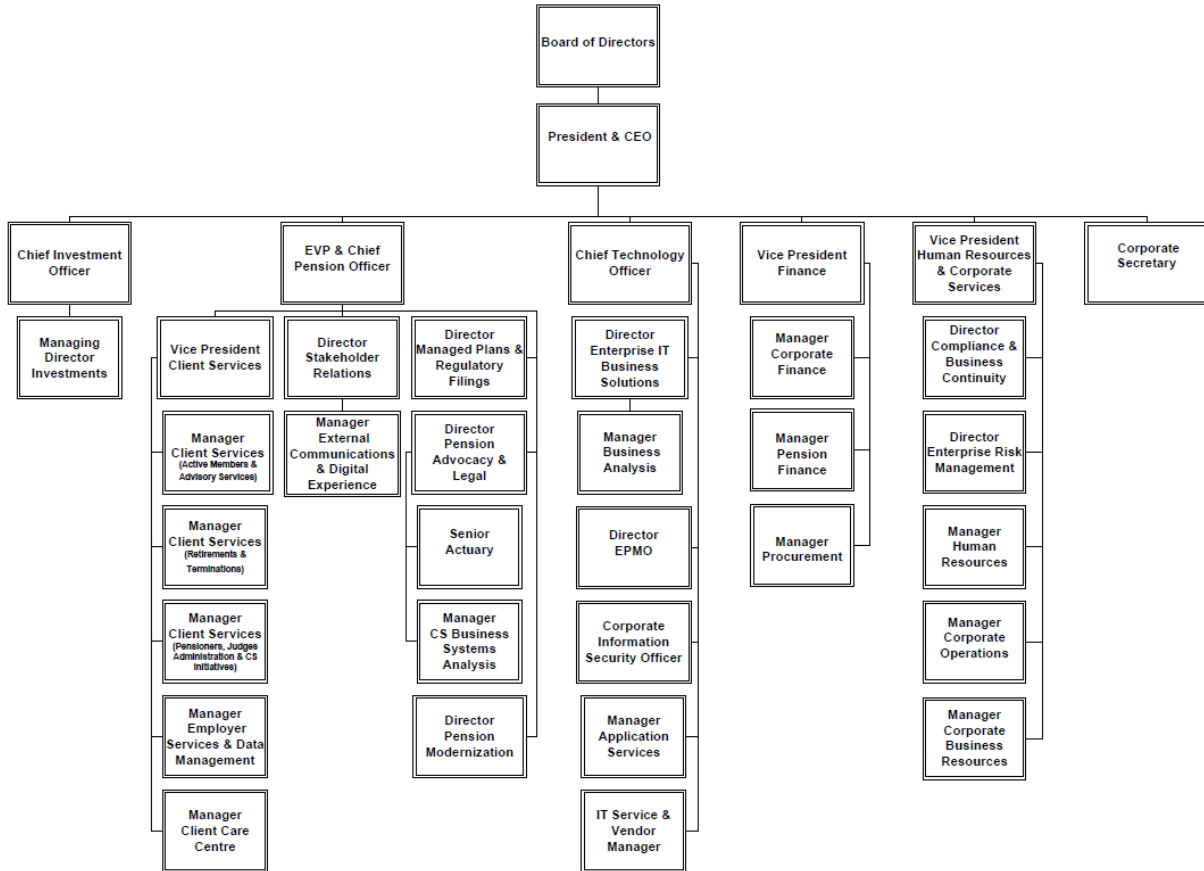 Board of Directors
President & CEO
Chief Investment
Officer
EVP & Chief
Pension Officer
Chief Technology
Officer
Vice President
Finance
Vice President
Human Resources
& Corporate
Services
Corporate
Secretary
Managing
Director
Investments
Vice President
Client Services
Director
Stakeholder
Relations
Director
Managed Plans &
Regulatory
Filings
Director
Enterprise IT
Business
Solutions
Manager
Corporate
Finance
Director
Compliance &
Business
Continuity
Manager
Client Services
(Active Members &
Advisory Services)
Manager
External
Communications
& Digital
Experience
Director
Pension
Advocacy &
Legal
Manager
Business
Analysis
Manager
Pension
Finance
Director
Enterprise Risk
Management
Manager
Client Services
(Retirements &
Terminations)
Senior
Actuary
Director
EPMO
Manager
Procurement
Manager
Human
Resources
Manager
Client Services
(Pensioners, Judges
Administration & CS
Initiatives)
Manager
CS Business
Systems
Analysis
Corporate
Information
Security Officer
Manager
Corporate
Operations
Manager
Employer
Services & Data
Management
Director
Pension
Modernization
Manager
Application
Services
Manager
Corporate
Business
Resources
Manager
Client Care
Centre
IT Service &
Vendor
Manager